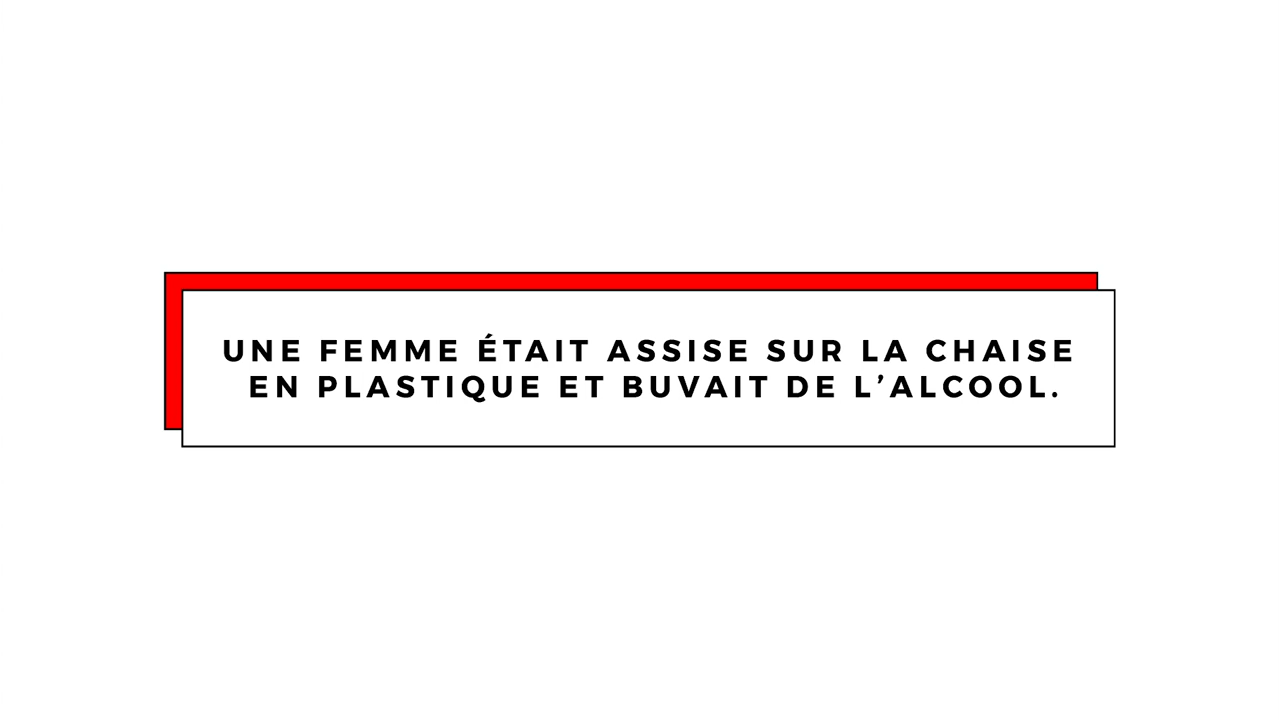 UNE FEMME ÉTAIT ASSISE SUR LA CHAISE
EN PLASTIQUE ET BUVAIT DE L’ALCOOL.